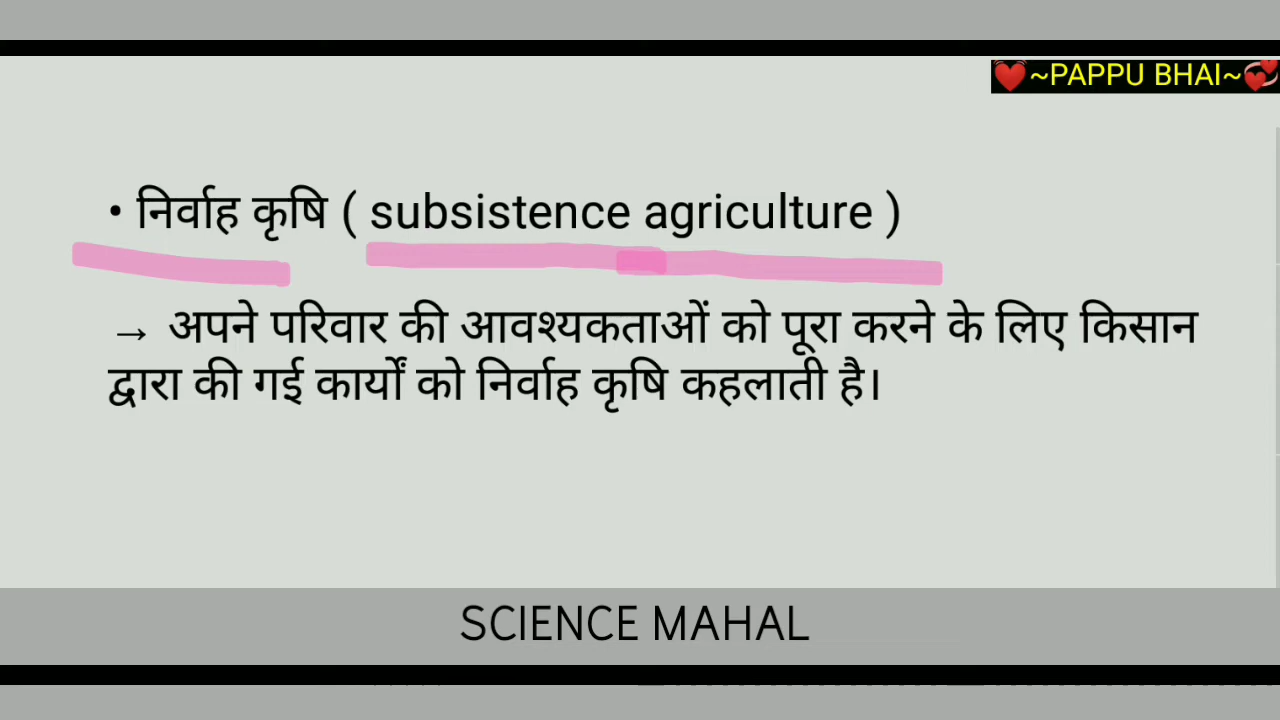 ❤️~PAPPU BHAI~💞
• निर्वाह कृषि ( subsistence agriculture )
→ अपने परिवार की आवश्यकताओं को पूरा करने के लिए किसान
द्वारा की गई कार्यों को निर्वाह कृषि कहलाती है।
SCIENCE MAHAL